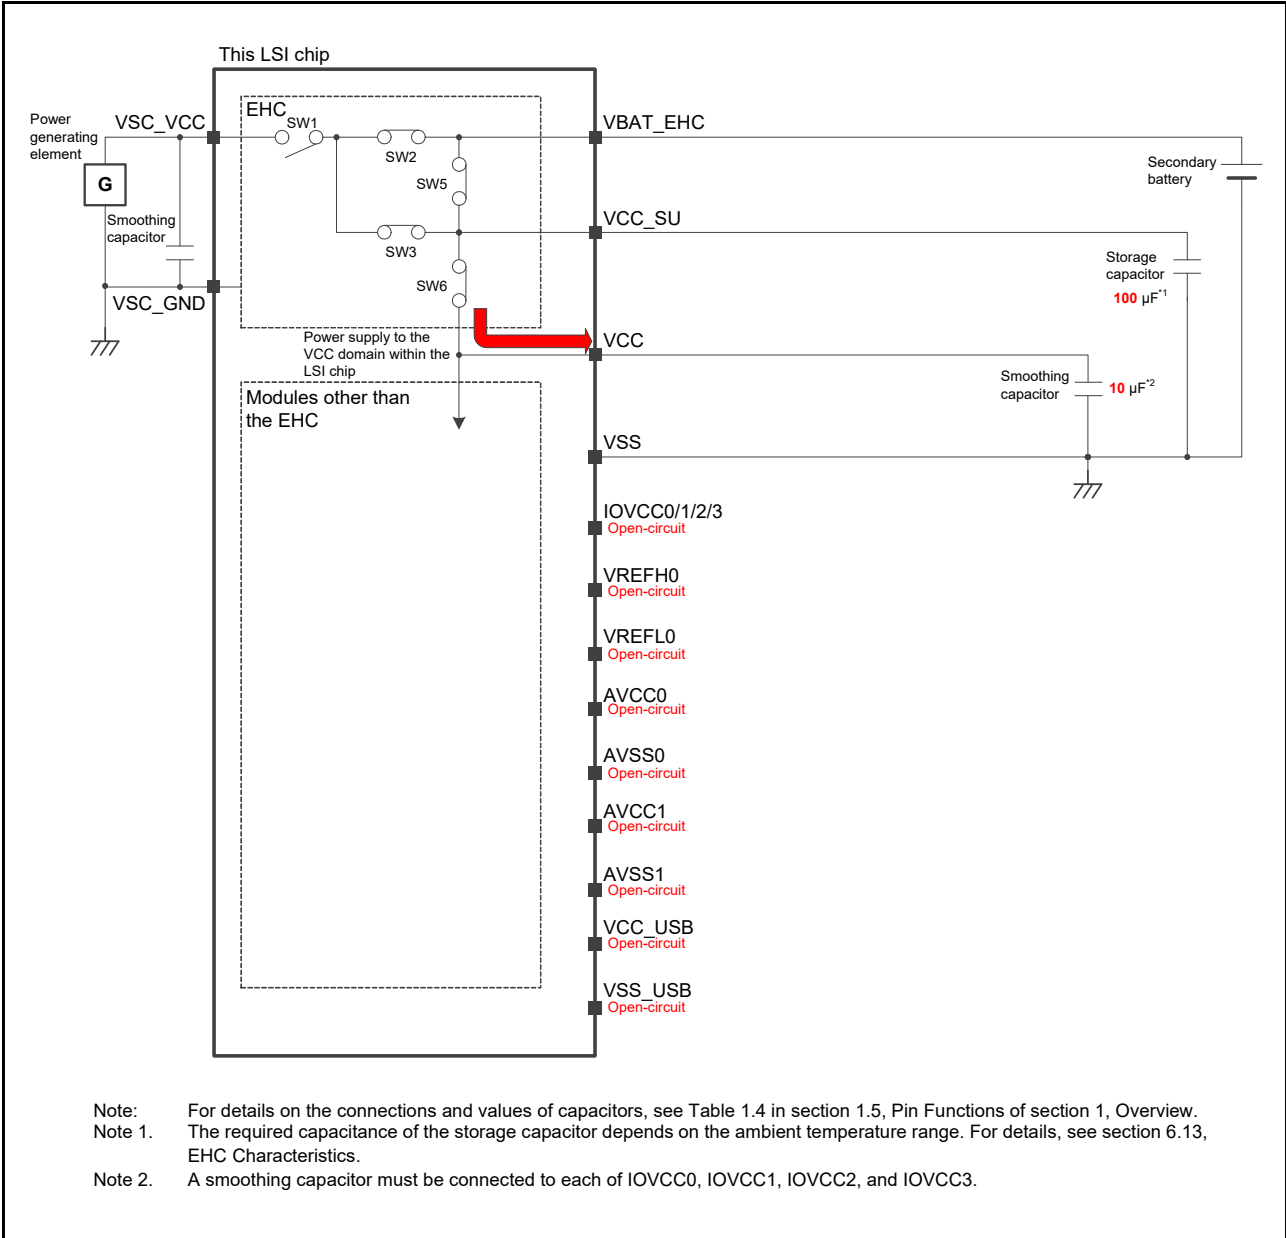 This LSI chip
Power
generating
element
G
VSC_VCC
Smoothing
capacitor
VSC_GND
EHC
SW1
SW2
SW5
SW3
SW6
VBAT_EHC
Secondary
battery
VCC_SU
Storage
capacitor
100 µF*1
Power supply to the
VCC domain within the
LSI chip
VCC
Smoothing
capacitor
10 µF*2
Modules other than
the EHC
VSS
IOVCC0/1/2/3
Open-circuit
VREFH0
Open-circuit
VREFL0
Open-circuit
AVCC0
Open-circuit
AVSS0
Open-circuit
AVCC1
Open-circuit
AVSS1
Open-circuit
VCC_USB
Open-circuit
VSS_USB
Open-circuit
Note: For details on the connections and values of capacitors, see Table 1.4 in section 1.5, Pin Functions of section 1, Overview.
Note 1. The required capacitance of the storage capacitor depends on the ambient temperature range. For details, see section 6.13,
EHC Characteristics.
Note 2. A smoothing capacitor must be connected to each of IOVCC0, IOVCC1, IOVCC2, and IOVCC3.